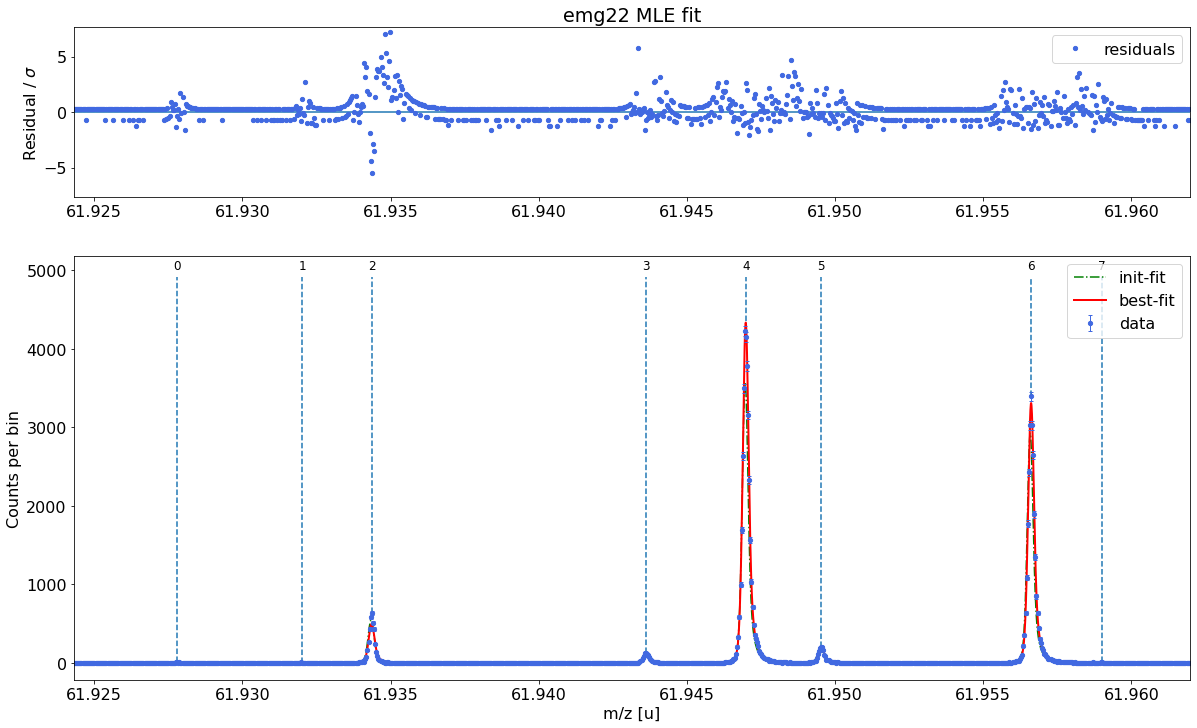 emg22 MLE fit
Residual / σ
5
0
−5
residuals
61.925 61.930 61.935 61.940 61.945 61.950 61.955 61.960
Counts per bin
5000
4000
3000
2000
1000
0
0 1 2 3 4 5 6 7
init-fit
best-fit
data
61.925 61.930 61.935 61.940 61.945 61.950 61.955 61.960
m/z [u]